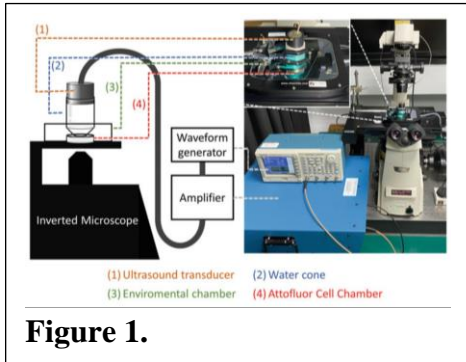 (1)
(2)
(3)
(4)
Waveform
generator
Amplifier
Inverted Microscope
(1) Ultrasound transducer (2) Water cone
(3) Enviromental chamber (4) Attofluor Cell Chamber
Figure 1.